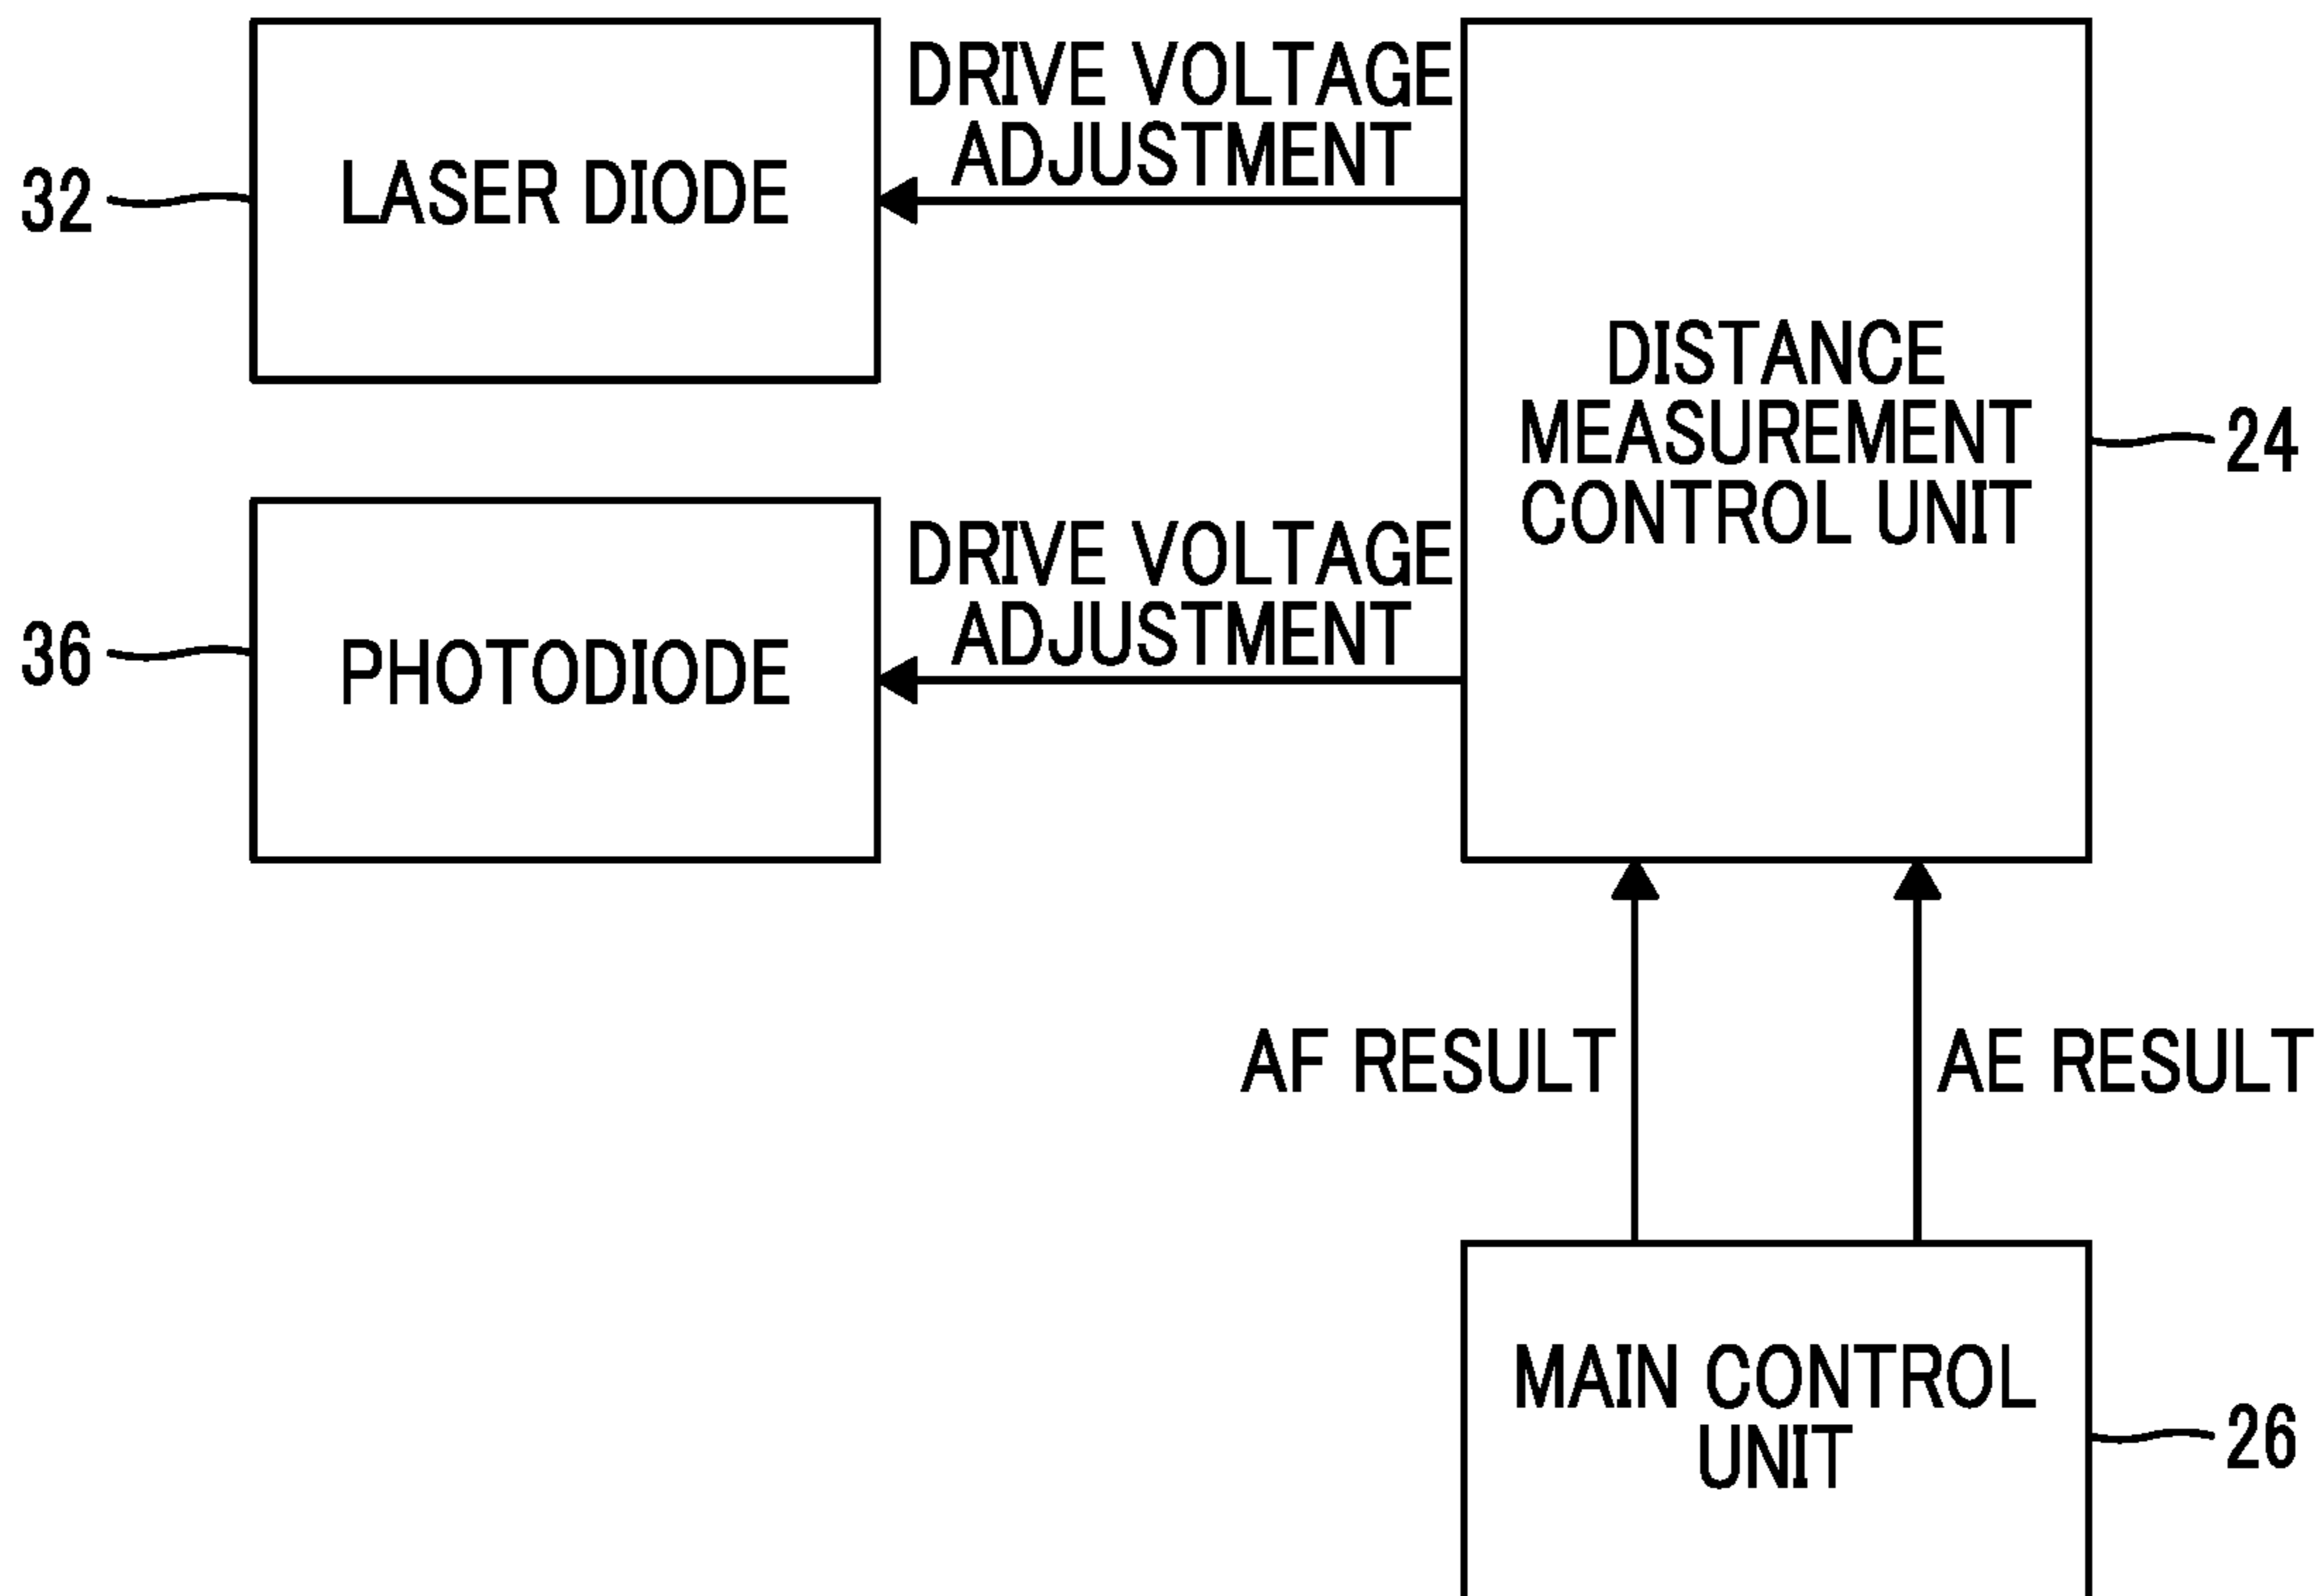 DRIVE VOLTAGE
ADJUSTMENT
32
LASER DIODE
DISTANCE
MEASUREMENT
CONTROL UNIT
24
DRIVE VOLTAGE
ADJUSTMENT
36
PHOTODIODE
AF RESULT
AE RESULT
MAIN CONTROL
UNIT
26